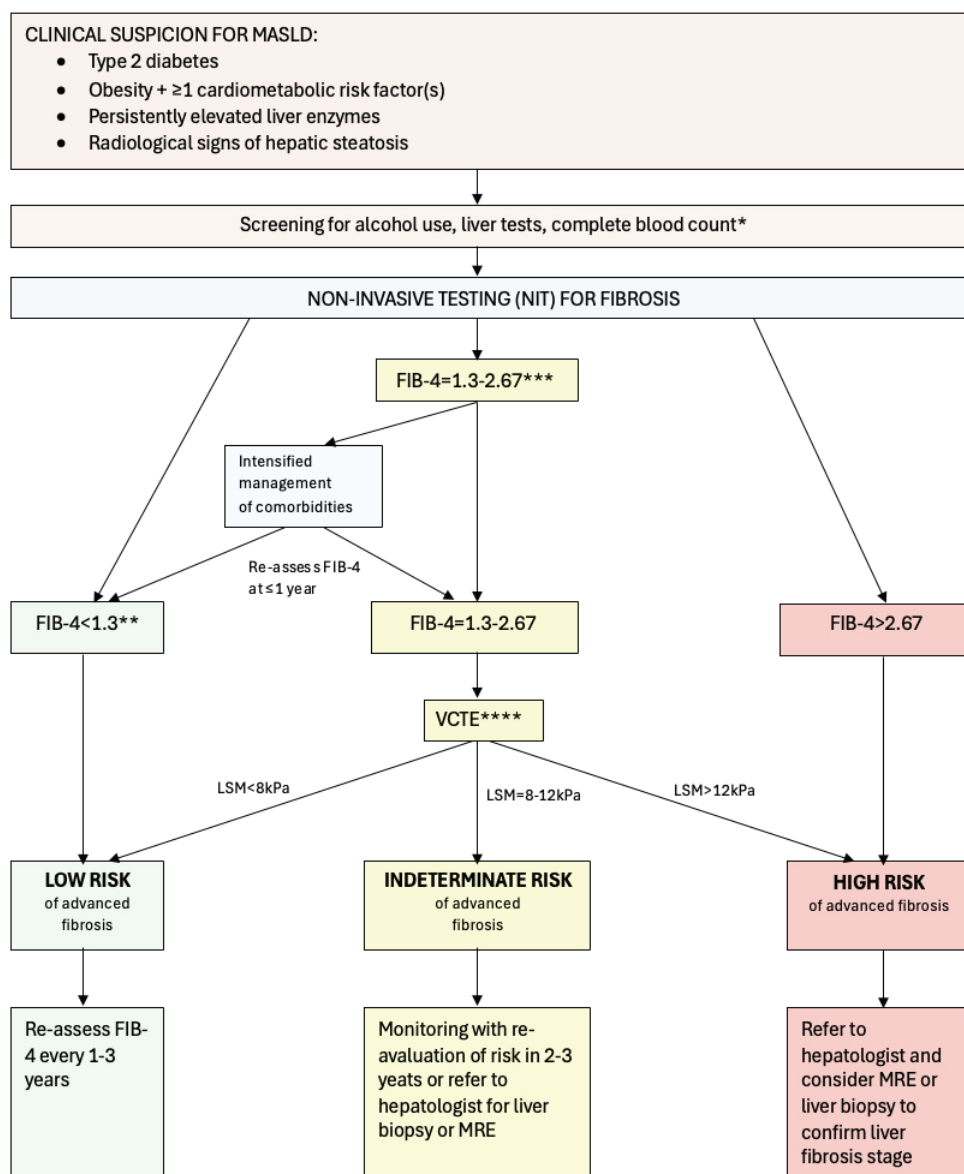 CLINICAL SUSPICION FOR MASLD:
• Type 2 diabetes
• Obesity + ≥1 cardiometabolic risk factor(s)
• Persistently elevated liver enzymes
• Radiological signs of hepatic steatosis
Screening for alcohol use, liver tests, complete blood count*
NON-INVASIVE TESTING (NIT) FOR FIBROSIS
FIB-4=1.3-2.67***
Intensified
management
of comorbidities
Re-assess FIB-4
at ≤1 year
FIB-4<1.3**
FIB-4=1.3-2.67
FIB-4>2.67
VCTE****
LSM<8kPa
LSM=8-12kPa
LSM>12kPa
LOW RISK
of advanced
fibrosis
INDETERMINATE RISK
of advanced
fibrosis
HIGH RISK
of advanced fibrosis
Re-assess FIB-
4 every 1-3
years
Monitoring with re-
avaluation of risk in 2-3
yeats or refer to
hepatologist for liver
biopsy or MRE
Refer to
hepatologist and
consider MRE or
liver biopsy to
confirm liver
fibrosis stage